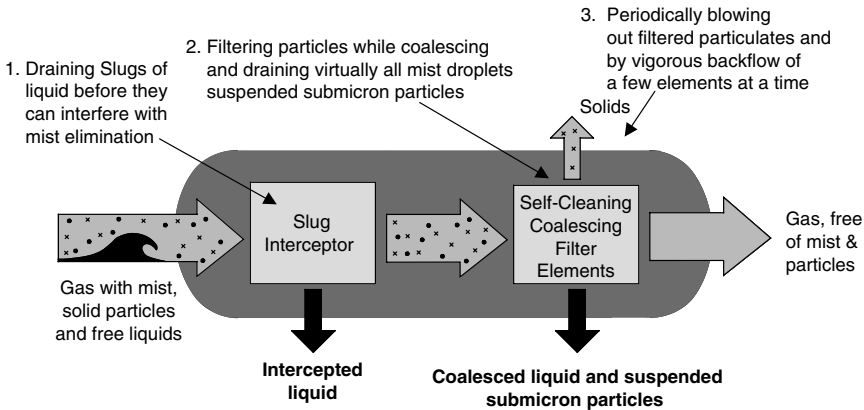 1. Draining Slugs of
liquid before they
can interfere with
mist elimination
2. Filtering particles while coalescing
and draining virtually all mist droplets
suspended submicron particles
3. Periodically blowing
out filtered particulates and
by vigorous backflow of
a few elements at a time
Solids
Gas with mist,
solid particles
and free liquids
Slug
Interceptor
Self-Cleaning
Coalescing
Filter
Elements
Gas, free
of mist &
particles
Intercepted
liquid
Coalesced liquid and suspended
submicron particles